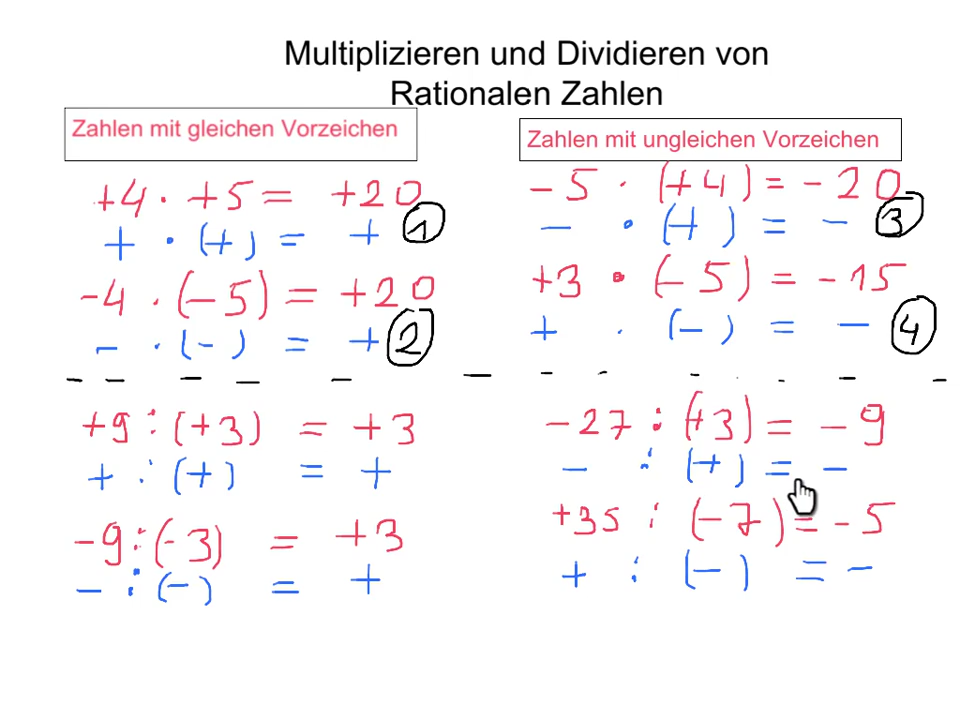 Multiplizieren und Dividieren von
Rationalen Zahlen
Zahlen mit gleichen Vorzeichen
+4 · +5 = +20
+ · (+) = + 1
-4 · (-5) = +20
- · (-) = + 2
+9 : (+3) = +3
+ : (+) = +
-9 : (-3) = +3
- : (-) = +
Zahlen mit ungleichen Vorzeichen
-5 · (+4) = -20
- · (+) = - 3
+3 · (-5) = -15
+ · (-) = - 4
-27 : (+3) = -9
- : (+) = -
+35 : (-7) = -5
+ : (-) = -